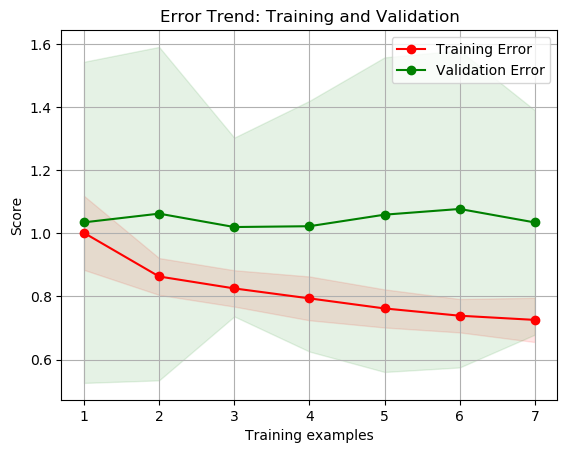 Error Trend: Training and Validation
Training Error
Validation Error
Score
1.6
1.4
1.2
1.0
0.8
0.6
1 2 3 4 5 6 7
Training examples